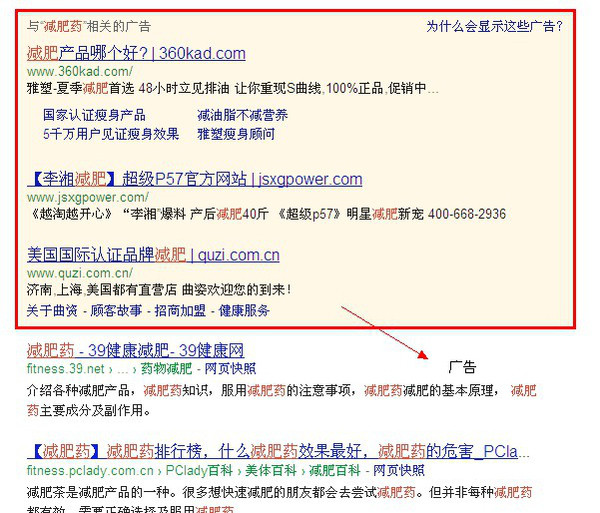 与“减肥药”相关的广告 为什么会显示这些广告?
减肥产品哪个好? | 360kad.com
www.360kad.com/
雅塑-夏季减肥首选 48小时立见排油 让你重现S曲线,100%正品,促销中...
国家认证瘦身产品 减油脂不减营养
5千万用户见证瘦身效果 雅塑瘦身顾问
【李湘减肥】超级P57官方网站 | jsxgpower.com
www.jsxgpower.com/
《越淘越开心》“李湘”爆料 产后减肥40斤 《超级p57》明星减肥新宠 400-668-2936
美国国际认证品牌减肥 | quzi.com.cn
www.quzi.com.cn/
济南,上海,美国都有直营店 曲姿欢迎您的到来!
关于曲资 - 顾客故事 - 招商加盟 - 健康服务
减肥药 - 39健康减肥- 39健康网
fitness.39.net › ... › 药物减肥 - 网页快照
广告
介绍各种减肥产品，减肥药知识，服用减肥药的注意事项，减肥药减肥的基本原理， 减肥
药主要成分及副作用。
【减肥药】减肥药排行榜，什么减肥药效果最好，减肥药的危害_PCla...
fitness.pclady.com.cn › PClady百科 › 美体百科 › 减肥百科 - 网页快照
减肥茶是减肥产品的一种。很多想快速减肥的朋友都会去尝试减肥药。但并非每种减肥药
都有效，需要正确选择及服用减肥药